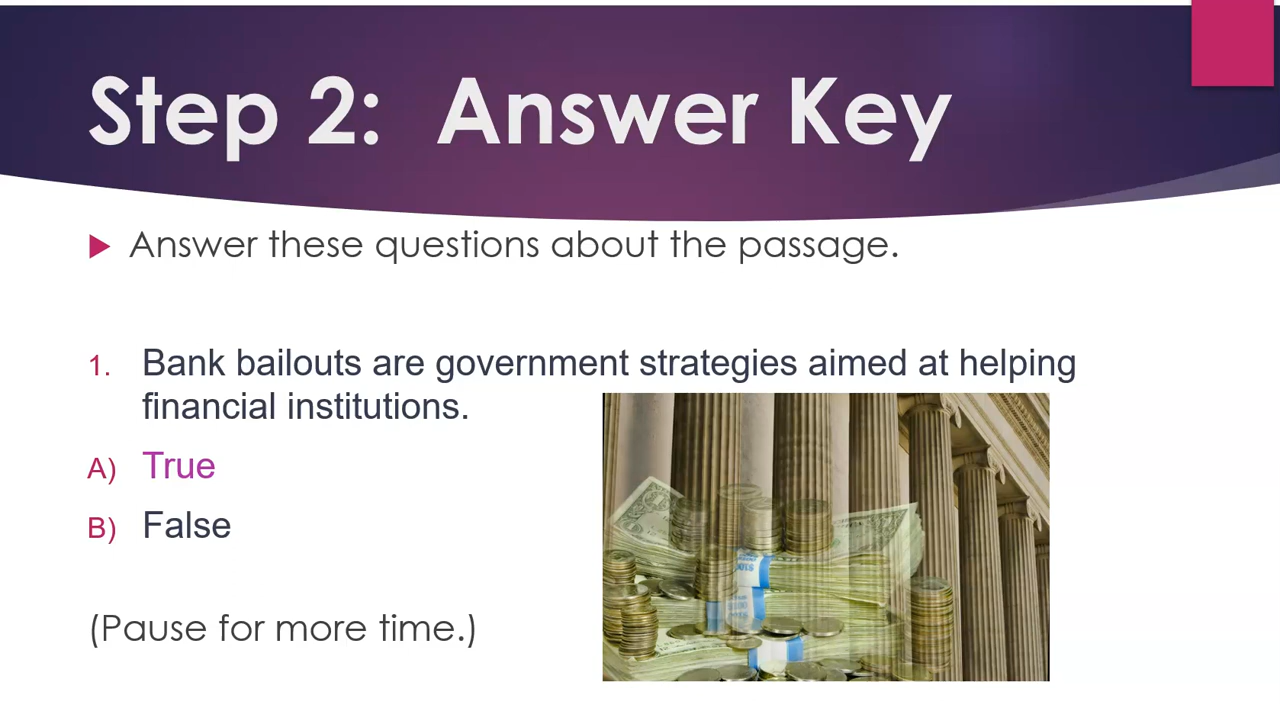 Step 2: Answer Key
Answer these questions about the passage.
1. Bank bailouts are government strategies aimed at helping
financial institutions.
A) True
B) False
(Pause for more time.)